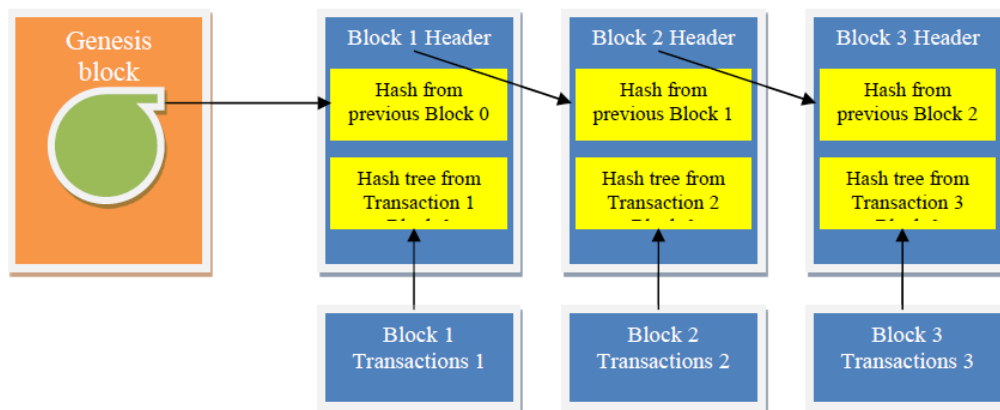 Genesis
block
Block 1 Header
Hash from
previous Block 0
Hash tree from
Transaction 1
Block 2 Header
Hash from
previous Block 1
Hash tree from
Transaction 2
Block 3 Header
Hash from
previous Block 2
Hash tree from
Transaction 3
Block 1
Transactions 1
Block 2
Transactions 2
Block 3
Transactions 3